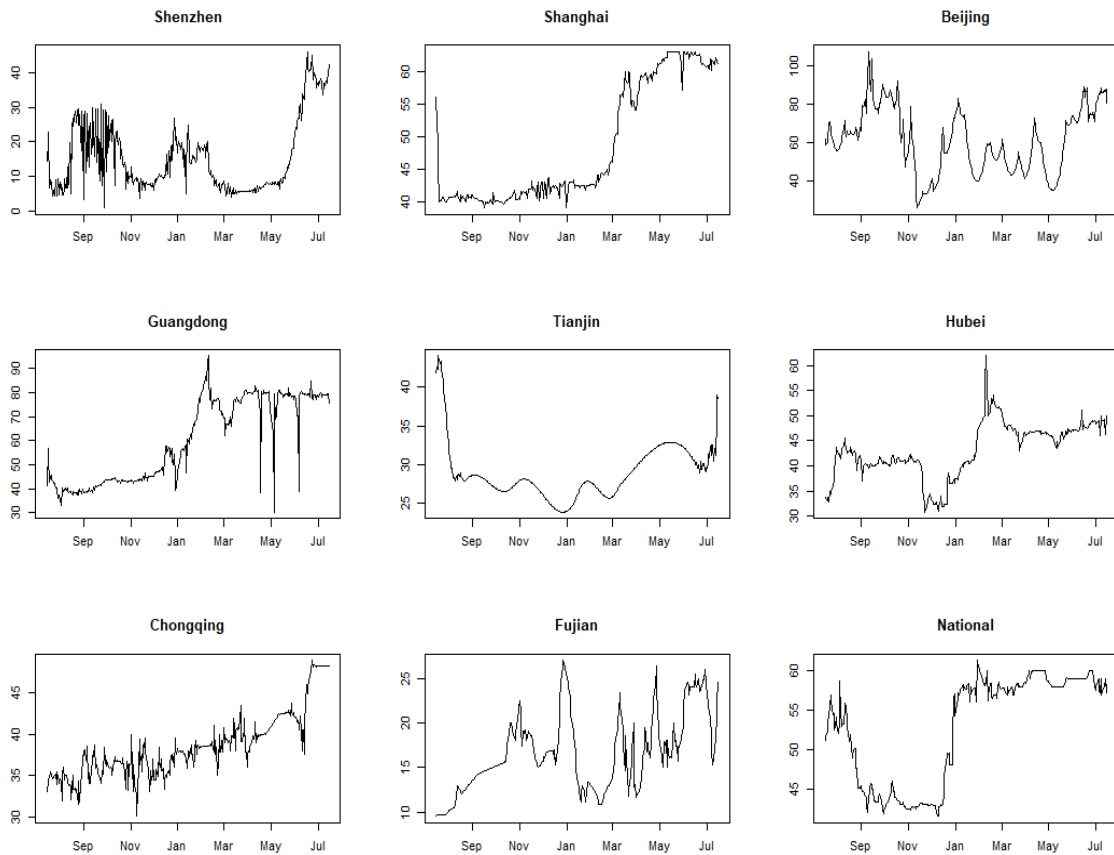 Shenzhen
0 10 20 30 40
Sep Nov Jan Mar May Jul
Shanghai
40 45 50 55 60
Sep Nov Jan Mar May Jul
Beijing
40 60 80 100
Sep Nov Jan Mar May Jul
Guangdong
30 40 50 60 70 80 90
Sep Nov Jan Mar May Jul
Tianjin
25 30 35 40
Sep Nov Jan Mar May Jul
Hubei
30 35 40 45 50 55 60
Sep Nov Jan Mar May Jul
Chongqing
30 35 40 45
Sep Nov Jan Mar May Jul
Fujian
10 15 20 25
Sep Nov Jan Mar May Jul
National
45 50 55 60
Sep Nov Jan Mar May Jul